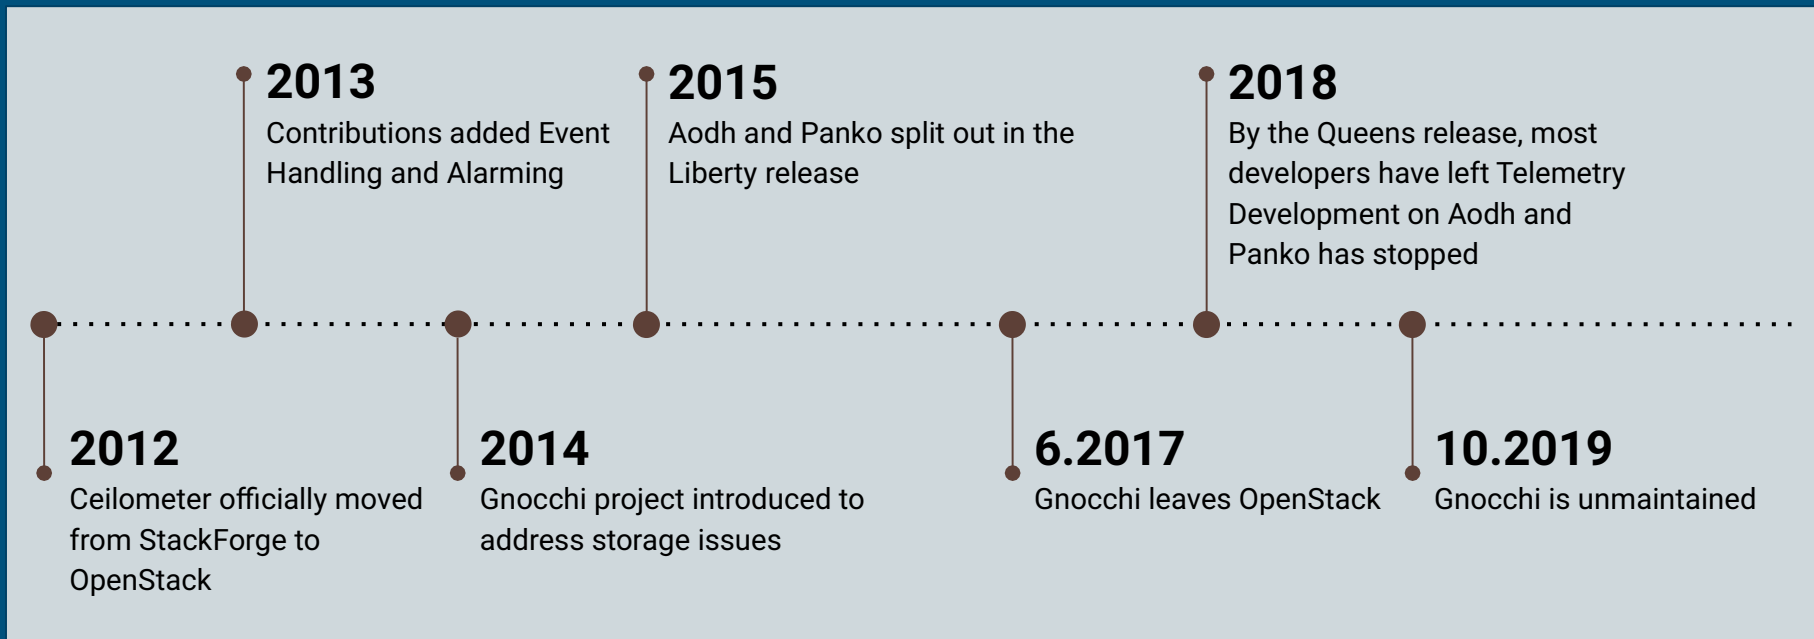 2013
Contributions added Event
Handling and Alarming
2015
Aodh and Panko split out in the
Liberty release
2018
By the Queens release, most
developers have left Telemetry
Development on Aodh and
Panko has stopped
2012
Ceilometer officially moved
from StackForge to
OpenStack
2014
Gnocchi project introduced to
address storage issues
6.2017
Gnocchi leaves OpenStack
10.2019
Gnocchi is unmaintained